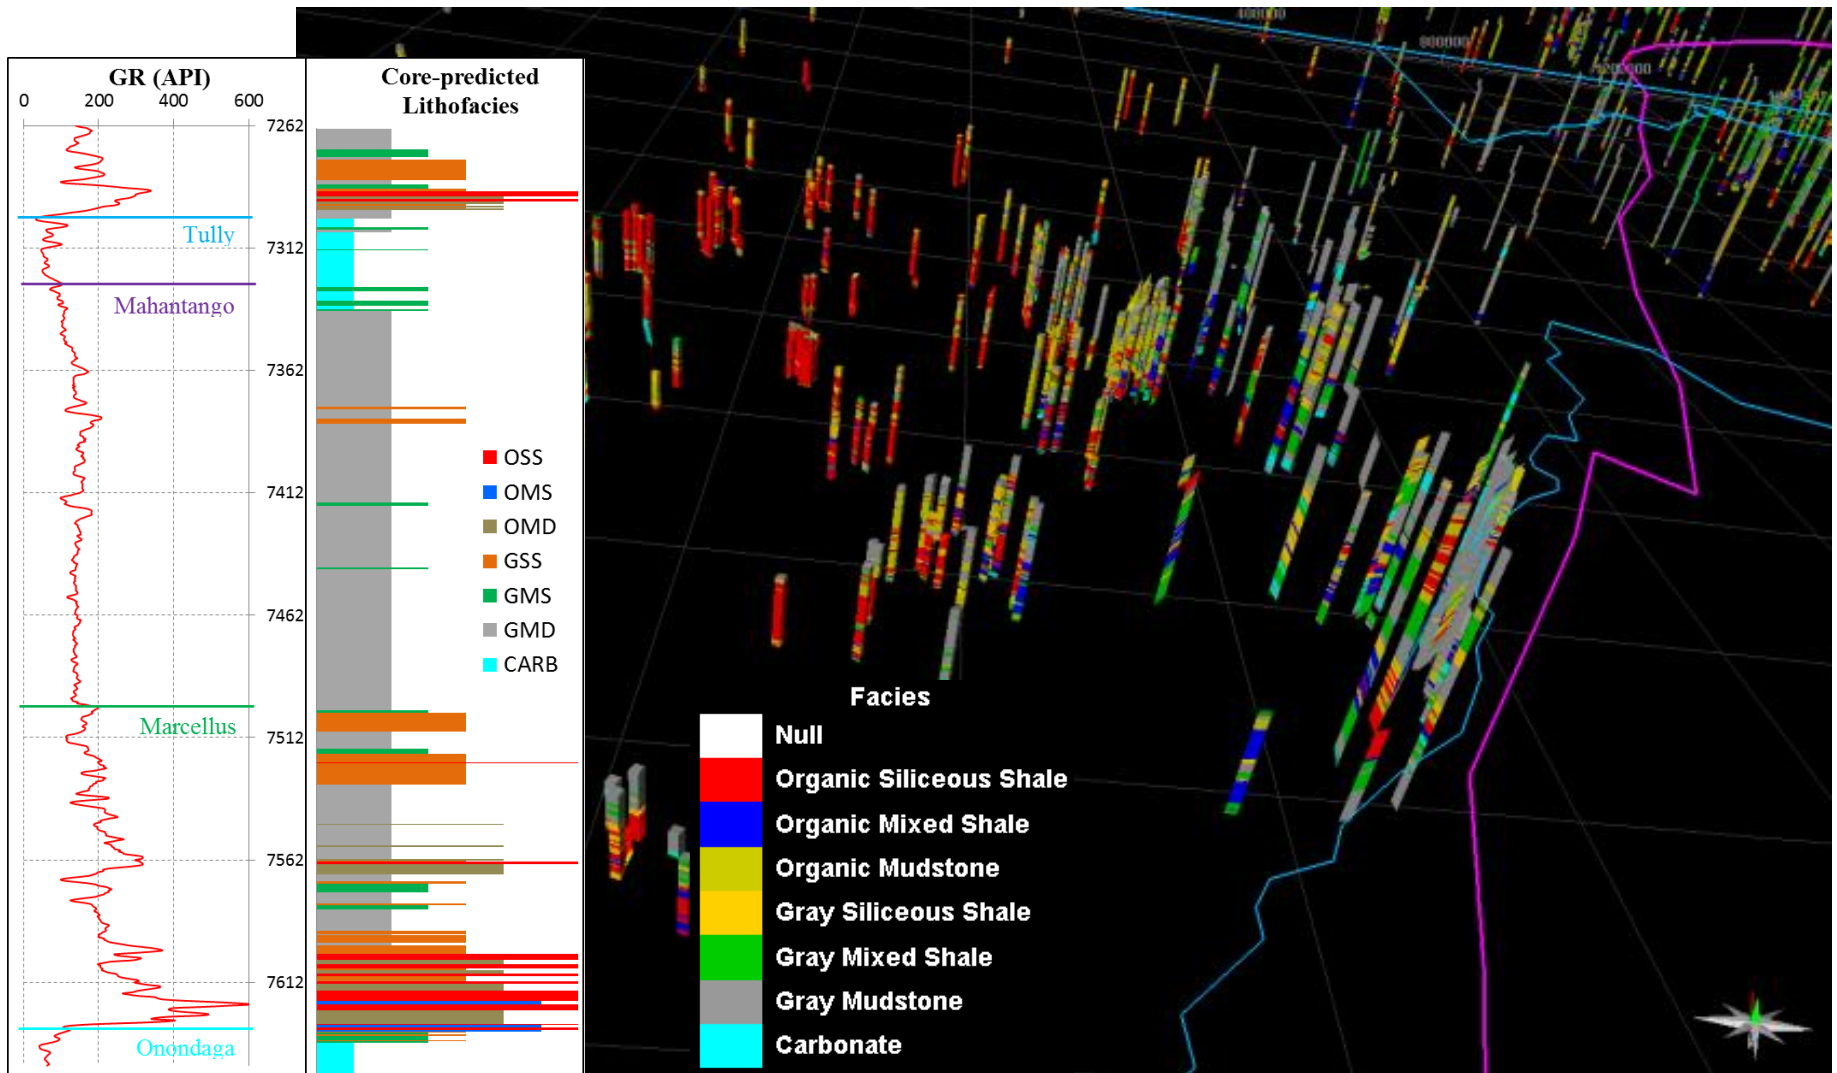 GR (API)
0 200 400 600
Core-predicted
Lithofacies
7262
7312
7362
7412
7462
7512
7562
7612
Tully
Mahantango
Marcellus
Onondaga
OSS
OMS
OMD
GSS
GMS
GMD
CARB
400000
800000
Facies
Null
Organic Siliceous Shale
Organic Mixed Shale
Organic Mudstone
Gray Siliceous Shale
Gray Mixed Shale
Gray Mudstone
Carbonate